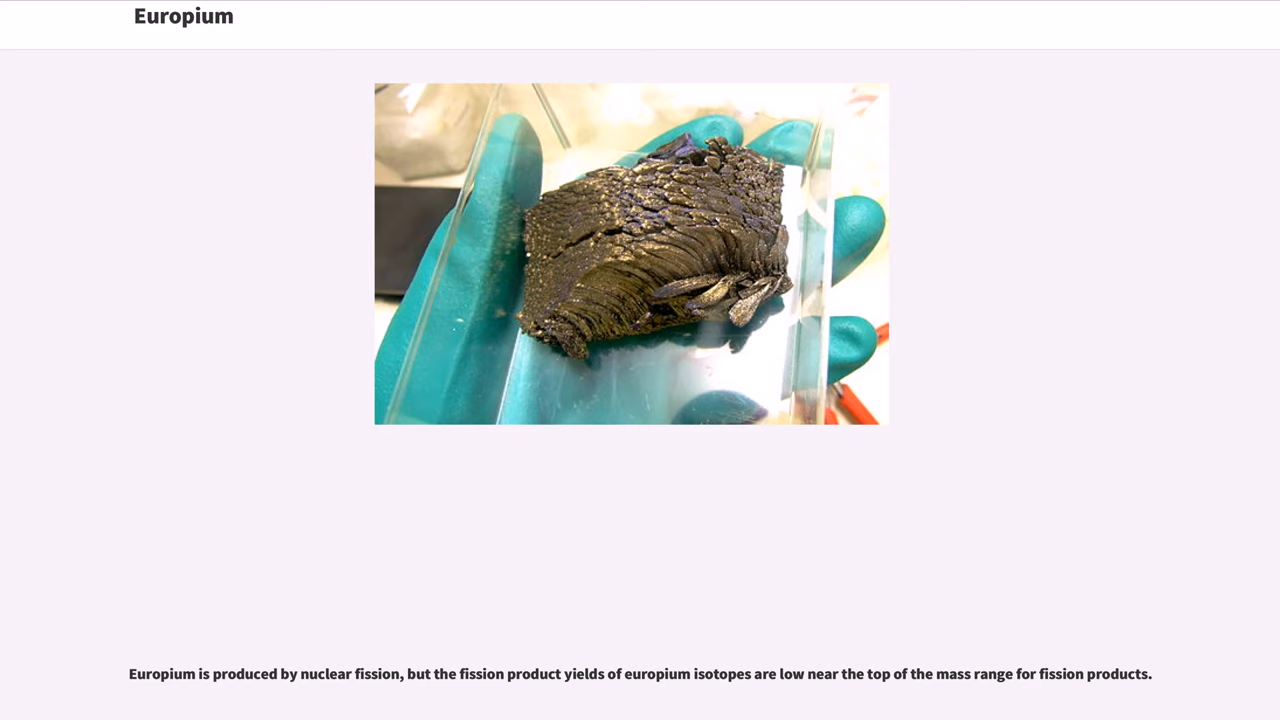 Europium
Europium is produced by nuclear fission, but the fission product yields of europium isotopes are low near the top of the mass range for fission products.